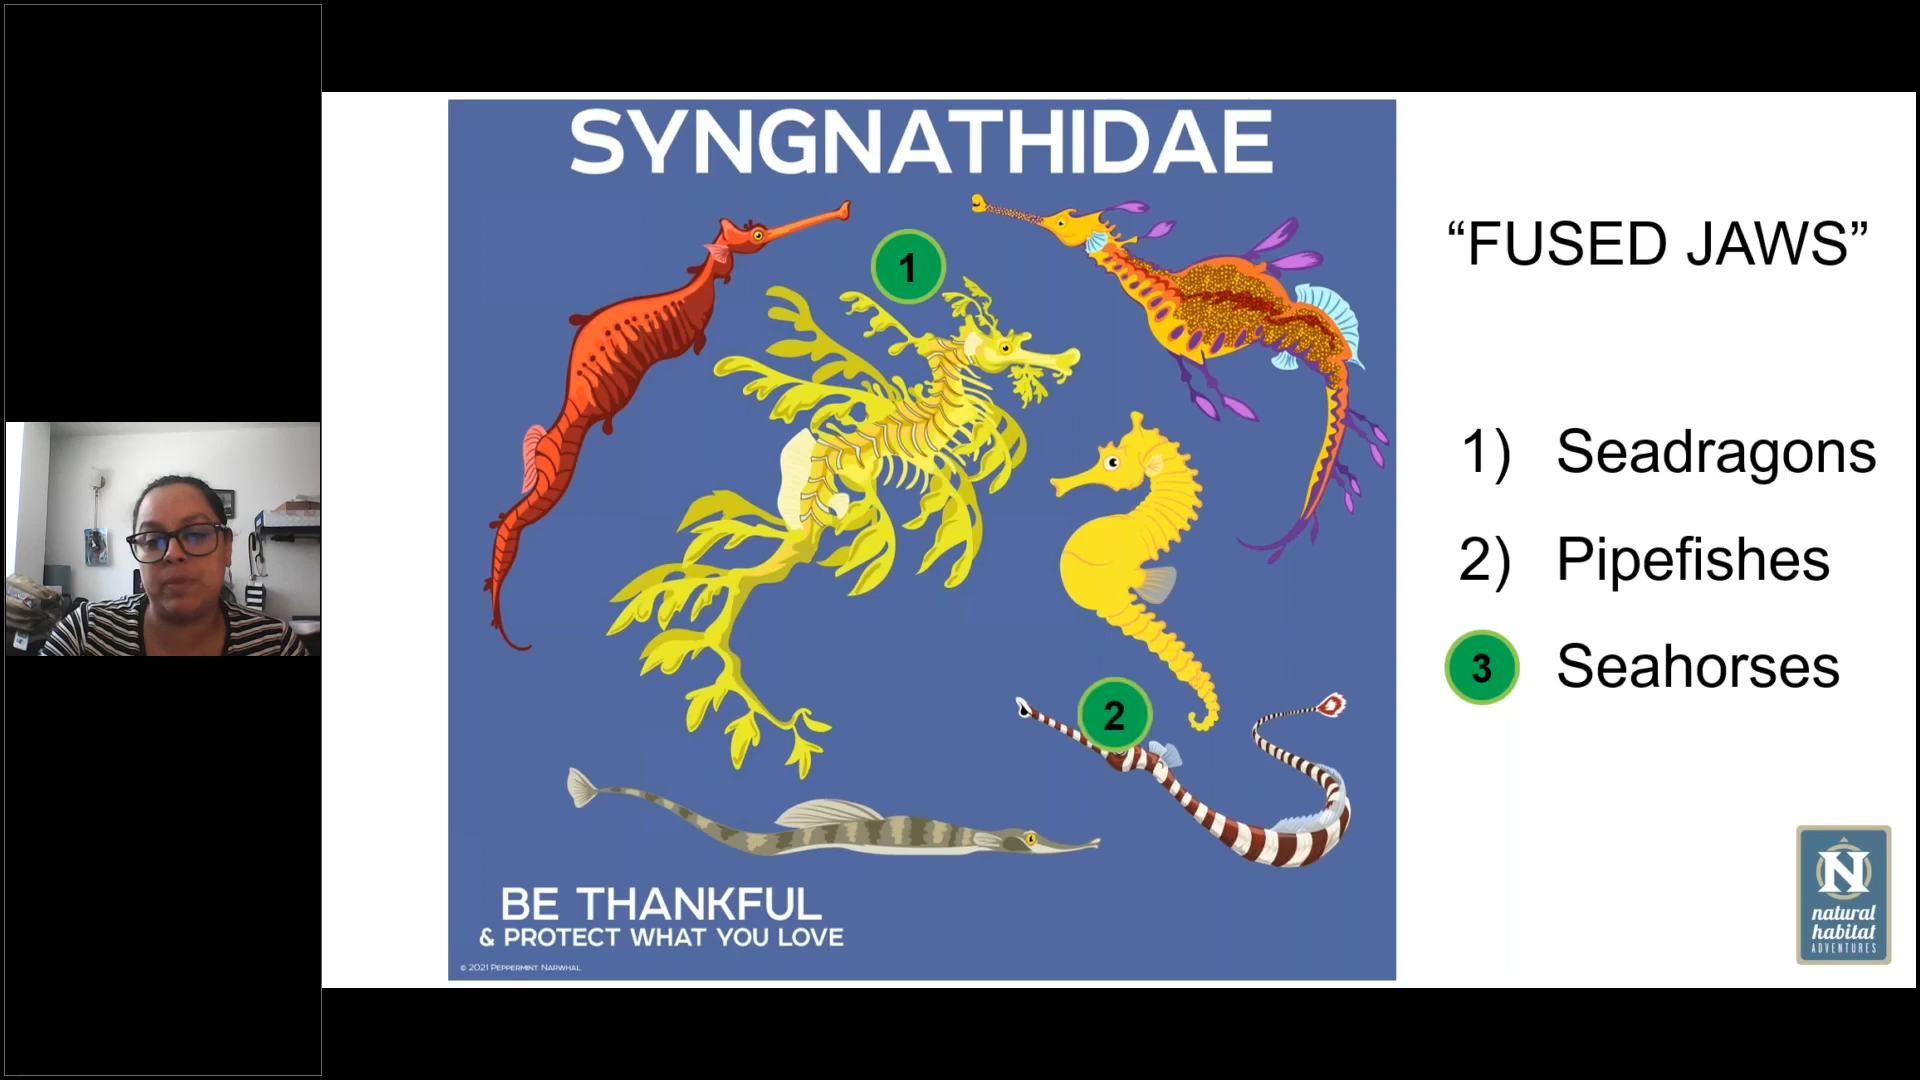 SYNGNATHIDAE
1
2
BE THANKFUL
& PROTECT WHAT YOU LOVE
© 2021 PEPPERMINT NARWHAL
“FUSED JAWS”
1) Seadragons
2) Pipefishes
3 Seahorses
N
natural
habitat
ADVENTURES